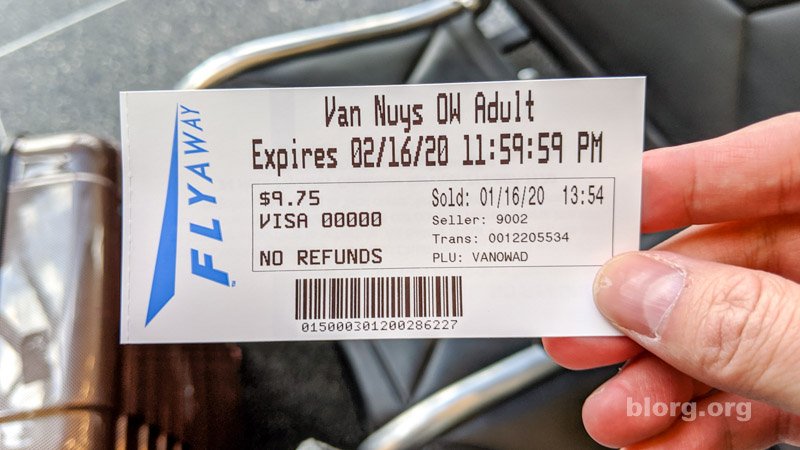 FLYAWAY
Van Nuys OW Adult
Expires 02/16/20 11:59:59 PM
$9.75
VISA 00000
NO REFUNDS
Sold: 01/16/20 13:54
Seller: 9002
Trans: 0012205534
PLU: VANOWAD
015000301200286227
blorg.org